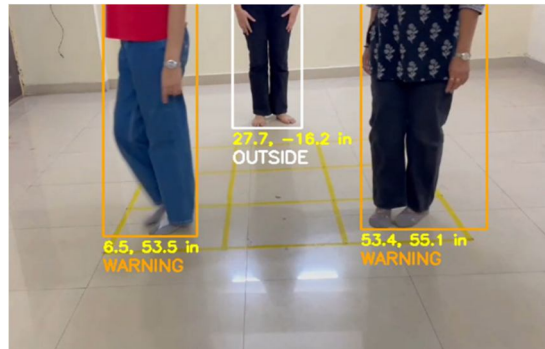 27.7, -16.2 in
OUTSIDE
6.5, 53.5 in
WARNING
53.4, 55.1 in
WARNING